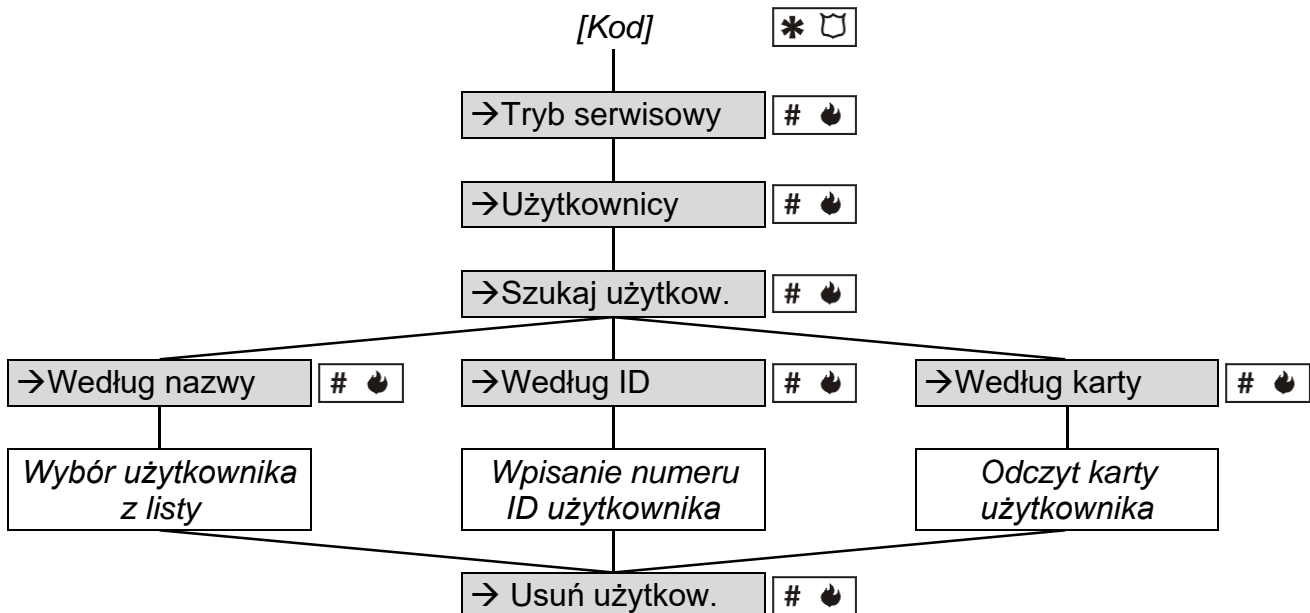 [Kod] *
→Tryb serwisowy #
→Użytkownicy #
→Szukaj użytkow. #
→Według nazwy # →Według ID # →Według karty #
Wybór użytkownika
z listy
Wpisanie numeru
ID użytkownika
Odczyt karty
użytkownika
→ Usuń użytkow. #